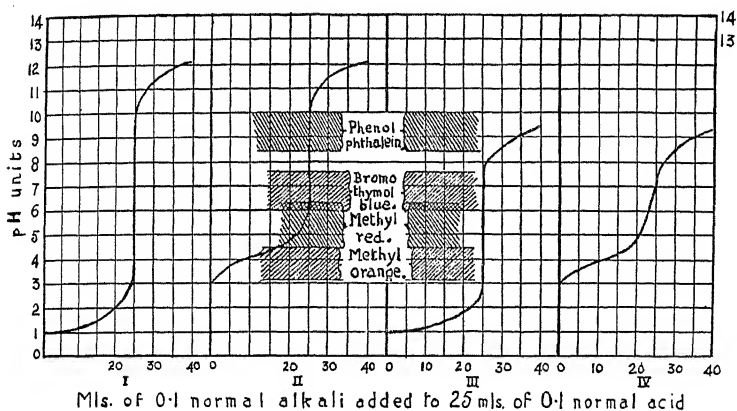 14
13
12
11
10
9
8
7
6
5
4
3
2
1
0
pH units
14
13
Phenol
phthalein
Bromo
thymol
blue.
Methyl
red.
Methyl
orange.
20 30 40
0 10 20 30 40
0 10 20 30 40
0 10 20 30 40
I II III IV
Mls. of 0·1 normal alkali added to 25 mls. of 0·1 normal acid